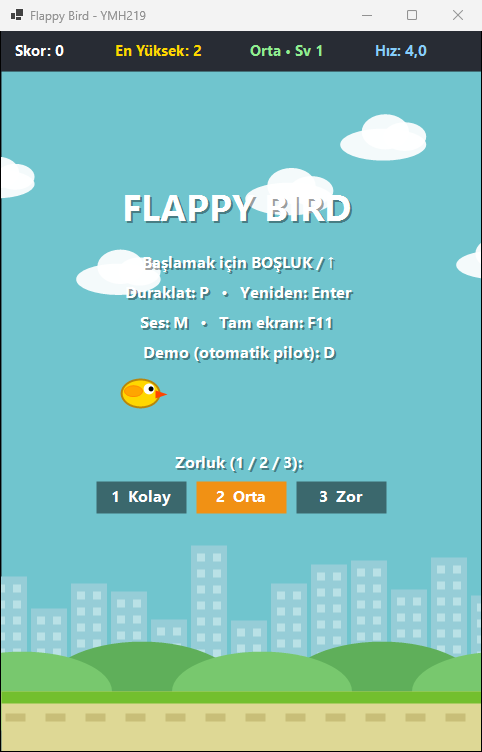 Flappy Bird - YMH219
Skor: 0 En Yüksek: 2 Orta • Sv 1 Hız: 4,0
FLAPPY BIRD
Başlamak için BOŞLUK / ↑
Duraklat: P • Yeniden: Enter
Ses: M • Tam ekran: F11
Demo (otomatik pilot): D
Zorluk (1 / 2 / 3):
1 Kolay 2 Orta 3 Zor